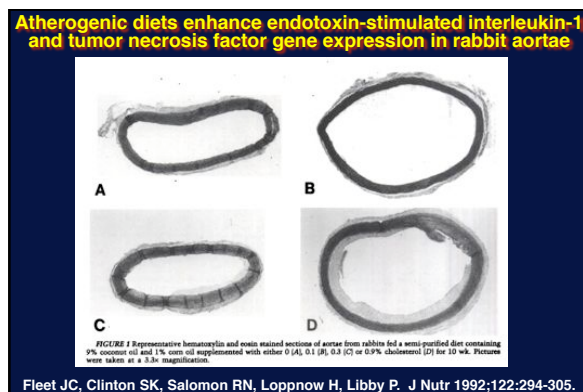 Atherogenic diets enhance endotoxin-stimulated interleukin-1
and tumor necrosis factor gene expression in rabbit aortae
A
B
C
D
FIGURE 1 Representative hematoxylin and eosin stained sections of aortae from rabbits fed a semi-purified diet containing
9% coconut oil and 1% corn oil supplemented with either 0 (A), 0.1 (B), 0.3 (C) or 0.9% cholesterol (D) for 10 wk. Pictures
were taken at a 3.3× magnification.
Fleet JC, Clinton SK, Salomon RN, Loppnow H, Libby P. J Nutr 1992;122:294-305.